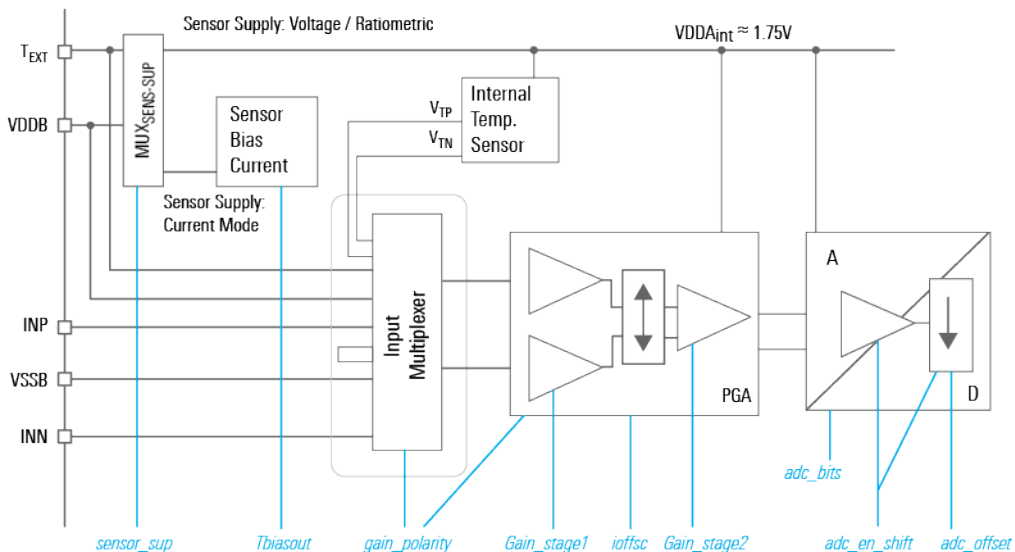 Sensor Supply: Voltage / Ratiometric
VDDAint ≈ 1.75V
TEXT
VDDB
MUXSENS-SUP
Sensor
Bias
Current
VTP
VTN
Internal
Temp.
Sensor
Sensor Supply:
Current Mode
INP
VSSB
INN
Input
Multiplexer
PGA
A
D
adc_bits
sensor_sup
Tbiasout
gain_polarity
Gain_stage1
ioffsc
Gain_stage2
adc_en_shift
adc_offset